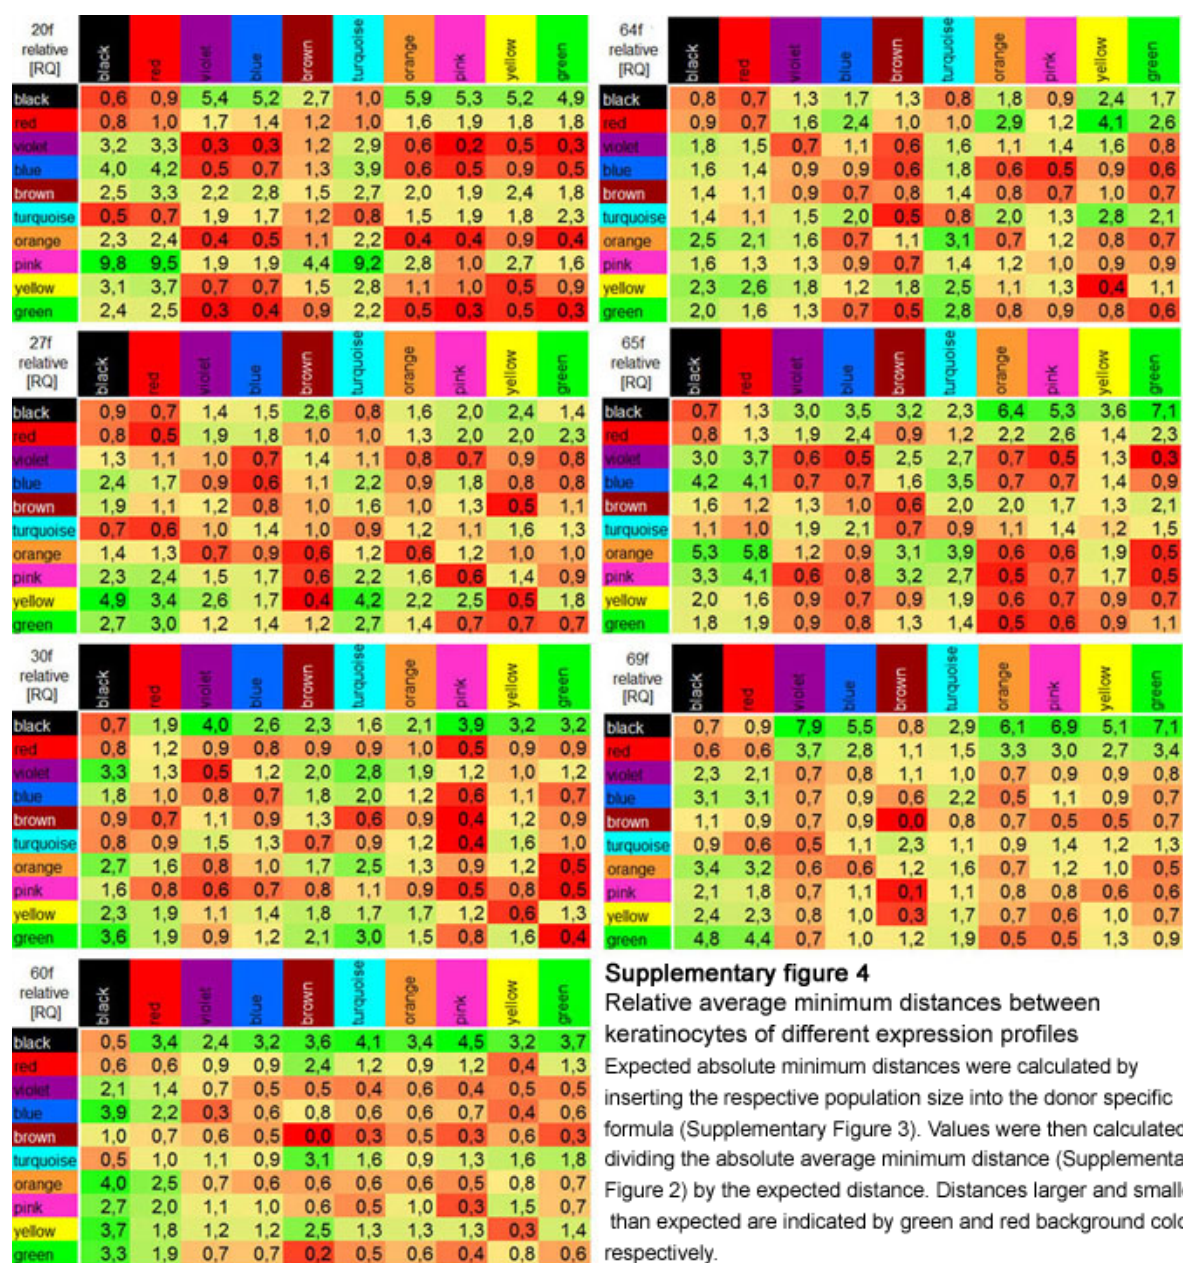 20f
relative
[RQ]
black red violet blue brown turquoise orange pink yellow green
black 0,6 0,9 5,4 5,2 2,7 1,0 5,9 5,3 5,2 4,9
red 0,8 1,0 1,7 1,4 1,2 1,0 1,6 1,9 1,8 1,8
violet 3,2 3,3 0,3 0,3 1,2 2,9 0,6 0,2 0,5 0,3
blue 4,0 4,2 0,5 0,7 1,3 3,9 0,6 0,5 0,9 0,5
brown 2,5 3,3 2,2 2,8 1,5 2,7 2,0 1,9 2,4 1,8
turquoise 0,5 0,7 1,9 1,7 1,2 0,8 1,5 1,9 1,8 2,3
orange 2,3 2,4 0,4 0,5 1,1 2,2 0,4 0,4 0,9 0,4
pink 9,8 9,5 1,9 1,9 4,4 9,2 2,8 1,0 2,7 1,6
yellow 3,1 3,7 0,7 0,7 1,5 2,8 1,1 1,0 0,5 0,9
green 2,4 2,5 0,3 0,4 0,9 2,2 0,5 0,3 0,5 0,3
27f
relative
[RQ]
black red violet blue brown turquoise orange pink yellow green
black 0,9 0,7 1,4 1,5 2,6 0,8 1,6 2,0 2,4 1,4
red 0,8 0,5 1,9 1,8 1,0 1,0 1,3 2,0 2,0 2,3
violet 1,3 1,1 1,0 0,7 1,4 1,1 0,8 0,7 0,9 0,8
blue 2,4 1,7 0,9 0,6 1,1 2,2 0,9 1,8 0,8 0,8
brown 1,9 1,1 1,2 0,8 1,0 1,6 1,0 1,3 0,5 1,1
turquoise 0,7 0,6 1,0 1,4 1,0 0,9 1,2 1,1 1,6 1,3
orange 1,4 1,3 0,7 0,9 0,6 1,2 0,6 1,2 1,0 1,0
pink 2,3 2,4 1,5 1,7 0,6 2,2 1,6 0,6 1,4 0,9
yellow 4,9 3,4 2,6 1,7 0,4 4,2 2,2 2,5 0,5 1,8
green 2,7 3,0 1,2 1,4 1,2 2,7 1,4 0,7 0,7 0,7
30f
relative
[RQ]
black red violet blue brown turquoise orange pink yellow green
black 0,7 1,9 4,0 2,6 2,3 1,6 2,1 3,9 3,2 3,2
red 0,8 1,2 0,9 0,8 0,9 0,9 1,0 0,5 0,9 0,9
violet 3,3 1,3 0,5 1,2 2,0 2,8 1,9 1,2 1,0 1,2
blue 1,8 1,0 0,8 0,7 1,8 2,0 1,2 0,6 1,1 0,7
brown 0,9 0,7 1,1 0,9 1,3 0,6 0,9 0,4 1,2 0,9
turquoise 0,8 0,9 1,5 1,3 0,7 0,9 1,2 0,4 1,6 1,0
orange 2,7 1,6 0,8 1,0 1,7 2,5 1,3 0,9 1,1 0,5
pink 1,6 0,8 0,6 0,7 0,8 1,1 0,9 0,5 0,8 0,5
yellow 2,3 1,9 1,1 1,4 1,8 1,7 1,7 1,2 0,6 1,3
green 3,6 1,9 0,9 1,2 2,1 3,0 1,5 0,8 1,6 0,4
60f
relative
[RQ]
black red violet blue brown turquoise orange pink yellow green
black 0,5 3,4 2,4 3,2 3,6 4,1 3,4 4,5 3,2 3,7
red 0,6 0,6 0,9 0,9 2,4 1,2 0,9 1,2 0,4 1,3
violet 2,1 1,4 0,7 0,5 0,5 0,4 0,6 0,4 0,5 0,5
blue 3,9 2,2 0,3 0,6 0,8 0,6 0,6 0,7 0,4 0,6
brown 1,0 0,7 0,6 0,5 0,0 0,3 0,5 0,3 0,6 0,3
turquoise 0,5 1,0 1,1 0,9 3,1 1,6 0,9 1,3 1,6 1,8
orange 4,0 2,5 0,7 0,6 0,6 0,6 0,6 0,5 0,8 0,7
pink 2,7 2,0 1,1 1,0 0,6 0,5 1,0 0,3 1,5 0,7
yellow 3,7 1,8 1,2 1,2 2,5 1,3 1,3 1,3 0,3 1,4
green 3,3 1,9 0,7 0,7 0,2 0,5 0,6 0,4 0,8 0,6
64f
relative
[RQ]
black red violet blue brown turquoise orange pink yellow green
black 0,8 0,7 1,3 1,7 1,3 0,8 1,8 0,9 2,4 1,7
red 0,9 0,7 1,6 2,4 1,0 1,0 2,9 1,2 4,1 2,6
violet 1,8 1,5 0,7 1,1 0,6 1,6 1,1 1,4 1,6 0,8
blue 1,6 1,4 0,9 0,9 0,6 1,8 0,6 0,5 0,9 0,6
brown 1,4 1,1 0,9 0,7 0,8 1,4 0,8 0,7 1,0 0,7
turquoise 1,4 1,1 1,5 2,0 0,5 0,8 2,0 1,3 2,8 2,1
orange 2,5 2,1 1,6 0,7 1,1 3,1 0,7 1,2 0,8 0,7
pink 1,6 1,3 1,3 0,9 0,7 1,4 1,2 1,0 0,9 0,9
yellow 2,3 2,6 1,8 1,2 1,8 2,5 1,1 1,3 0,4 1,1
green 2,0 1,6 1,3 0,7 0,5 2,8 0,8 0,9 0,8 0,6
65f
relative
[RQ]
black red violet blue brown turquoise orange pink yellow green
black 0,7 1,3 3,0 3,5 3,2 2,3 6,4 5,3 3,6 7,1
red 0,8 1,3 1,9 2,4 0,9 1,2 2,2 2,6 1,4 2,3
violet 3,0 3,7 0,6 0,5 2,5 2,7 0,7 0,5 1,3 0,3
blue 4,2 4,1 0,7 0,7 1,6 3,5 0,7 0,7 1,4 0,9
brown 1,6 1,2 1,3 1,0 0,6 2,0 2,0 1,7 1,3 2,1
turquoise 1,1 1,0 1,9 2,1 0,7 0,9 1,1 1,4 1,2 1,5
orange 5,3 5,8 1,2 0,9 3,1 3,9 0,6 0,6 1,9 0,5
pink 3,3 4,1 0,6 0,8 3,2 2,7 0,5 0,7 1,7 0,5
yellow 2,0 1,6 0,9 0,7 0,9 1,9 0,6 0,7 0,9 0,7
green 1,8 1,9 0,9 0,8 1,3 1,4 0,5 0,6 0,9 1,1
69f
relative
[RQ]
black red violet blue brown turquoise orange pink yellow green
black 0,7 0,9 7,9 5,5 0,8 2,9 6,1 6,9 5,1 7,1
red 0,6 0,6 3,7 2,8 1,1 1,5 3,3 3,0 2,7 3,4
violet 2,3 2,1 0,7 0,8 1,1 1,0 0,7 0,9 0,9 0,8
blue 3,1 3,1 0,7 0,9 0,6 2,2 0,5 1,1 0,9 0,7
brown 1,1 0,9 0,7 0,9 0,0 0,8 0,7 0,5 0,5 0,7
turquoise 0,9 0,6 0,5 1,1 2,3 1,1 0,9 1,4 1,2 1,3
orange 3,4 3,2 0,6 0,6 1,2 1,6 0,7 1,2 1,0 0,5
pink 2,1 1,8 0,7 1,1 0,1 1,1 0,8 0,8 0,6 0,6
yellow 2,4 2,3 0,8 1,0 0,3 1,7 0,7 0,6 1,0 0,7
green 4,8 4,4 0,7 1,0 1,2 1,9 0,5 0,5 1,3 0,9
Supplementary figure 4
Relative average minimum distances between
keratinocytes of different expression profiles
Expected absolute minimum distances were calculated by
inserting the respective population size into the donor specific
formula (Supplementary Figure 3). Values were then calculated
dividing the absolute average minimum distance (Supplementa
Figure 2) by the expected distance. Distances larger and smalle
than expected are indicated by green and red background colo
respectively.